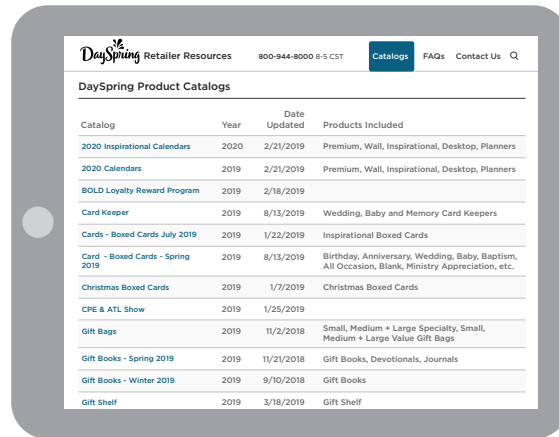 DaySpring Retailer Resources 800-944-8000 8-5 CST Catalogs FAQs Contact Us
DaySpring Product Catalogs
Catalog Year Date Updated Products Included
2020 Inspirational Calendars 2020 2/21/2019 Premium, Wall, Inspirational, Desktop, Planners
2020 Calendars 2019 2/21/2019 Premium, Wall, Inspirational, Desktop, Planners
BOLD Loyalty Reward Program 2019 2/18/2019
Card Keeper 2019 8/13/2019 Wedding, Baby and Memory Card Keepers
Cards - Boxed Cards July 2019 2019 1/22/2019 Inspirational Boxed Cards
Card - Boxed Cards - Spring 2019 2019 8/13/2019 Birthday, Anniversary, Wedding, Baby, Baptism,
All Occasion, Blank, Ministry Appreciation, etc.
Christmas Boxed Cards 2019 1/7/2019 Christmas Boxed Cards
CPE & ATL Show 2019 1/25/2019
Gift Bags 2019 11/2/2018 Small, Medium + Large Specialty, Small,
Medium + Large Value Gift Bags
Gift Books - Spring 2019 2019 11/21/2018 Gift Books, Devotionals, Journals
Gift Books - Winter 2019 2019 9/10/2018 Gift Books
Gift Shelf 2019 3/18/2019 Gift Shelf